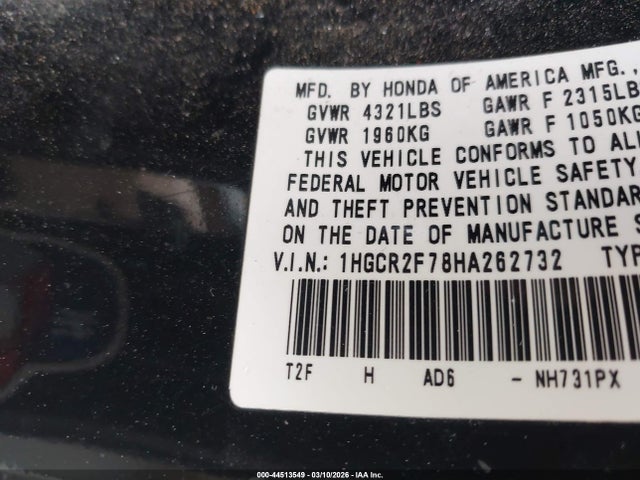 MFD. BY HONDA OF AMERICA MFG.,
GVWR 4321LBS GAWR F 2315LB
GVWR 1960KG GAWR F 1050KG
THIS VEHICLE CONFORMS TO ALL
FEDERAL MOTOR VEHICLE SAFETY
AND THEFT PREVENTION STANDAR
ON THE DATE OF MANUFACTURE S
V.I.N.: 1HGCR2F78HA262732 TYP
T2F H AD6 - NH731PX
000-44513549 - 03/10/2026 - IAA Inc.